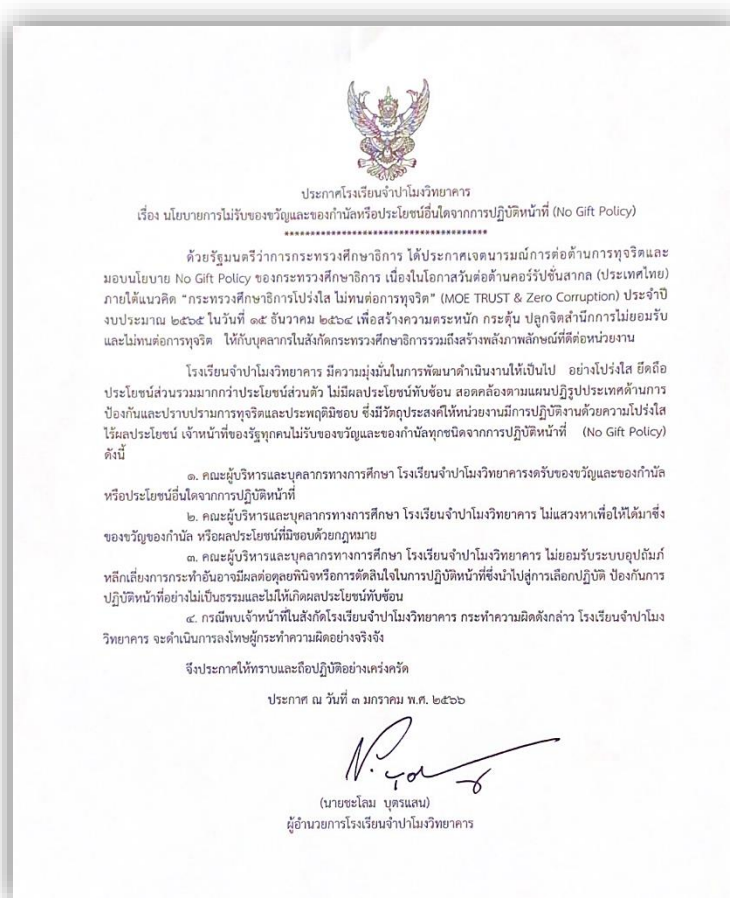 ประกาศโรงเรียนจำปาโมงวิทยาคาร
เรื่อง นโยบายการไม่รับของขวัญและของกำนัลหรือประโยชน์อื่นใดจากการปฏิบัติหน้าที่ (No Gift Policy)
****************************************
ด้วยรัฐมนตรีว่าการกระทรวงศึกษาธิการ ได้ประกาศเจตนารมณ์การต่อต้านการทุจริตและ
มอบนโยบาย No Gift Policy ของกระทรวงศึกษาธิการ เนื่องในโอกาสวันต่อต้านคอร์รัปชั่นสากล (ประเทศไทย)
ภายใต้แนวคิด “กระทรวงศึกษาธิการโปร่งใส ไม่ทนต่อการทุจริต” (MOE TRUST & Zero Corruption) ประจำปี
งบประมาณ ๒๕๖๕ ในวันที่ ๑๕ ธันวาคม ๒๕๖๔ เพื่อสร้างความตระหนัก กระตุ้น ปลูกจิตสำนึกการไม่ยอมรับ
และไม่ทนต่อการทุจริต ให้กับบุคลากรในสังกัดกระทรวงศึกษาธิการรวมถึงสร้างพลังภาพลักษณ์ที่ดีต่อหน่วยงาน
โรงเรียนจำปาโมงวิทยาคาร มีความมุ่งมั่นในการพัฒนาดำเนินงานให้เป็นไป อย่างโปร่งใส ยึดถือ
ประโยชน์ส่วนรวมมากกว่าประโยชน์ส่วนตัว ไม่มีผลประโยชน์ทับซ้อน สอดคล้องตามแผนปฏิรูปประเทศด้านการ
ป้องกันและปราบปรามการทุจริตและประพฤติมิชอบ ซึ่งมีวัตถุประสงค์ให้หน่วยงานมีการปฏิบัติงานด้วยความโปร่งใส
ไร้ผลประโยชน์ เจ้าหน้าที่ของรัฐทุกคนไม่รับของขวัญและของกำนัลทุกชนิดจากการปฏิบัติหน้าที่ (No Gift Policy)
ดังนี้
๑. คณะผู้บริหารและบุคลากรทางการศึกษา โรงเรียนจำปาโมงวิทยาคารงดรับของขวัญและของกำนัล
หรือประโยชน์อื่นใดจากการปฏิบัติหน้าที่
๒. คณะผู้บริหารและบุคลากรทางการศึกษา โรงเรียนจำปาโมงวิทยาคาร ไม่แสวงหาเพื่อให้ได้มาซึ่ง
ของขวัญของกำนัล หรือผลประโยชน์ที่มิชอบด้วยกฎหมาย
๓. คณะผู้บริหารและบุคลากรทางการศึกษา โรงเรียนจำปาโมงวิทยาคาร ไม่ยอมรับระบบอุปถัมภ์
หลีกเลี่ยงการกระทำอันอาจมีผลต่อดุลยพินิจหรือการตัดสินใจในการปฏิบัติหน้าที่ซึ่งนำไปสู่การเลือกปฏิบัติ ป้องกันการ
ปฏิบัติหน้าที่อย่างไม่เป็นธรรมและไม่ให้เกิดผลประโยชน์ทับซ้อน
๔. กรณีพบเจ้าหน้าที่ในสังกัดโรงเรียนจำปาโมงวิทยาคาร กระทำความผิดดังกล่าว โรงเรียนจำปาโมง
วิทยาคาร จะดำเนินการลงโทษผู้กระทำความผิดอย่างจริงจัง
จึงประกาศให้ทราบและถือปฏิบัติอย่างเคร่งครัด
ประกาศ ณ วันที่ ๓ มกราคม พ.ศ. ๒๕๖๖
(นายชะโลม บุตรแสน)
ผู้อำนวยการโรงเรียนจำปาโมงวิทยาคาร